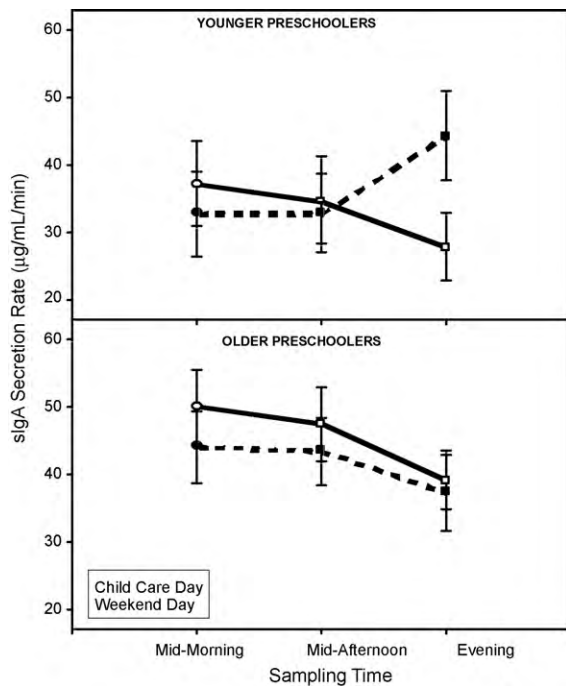 YOUNGER PRESCHOOLERS
60
50
40
30
20
OLDER PRESCHOOLERS
60
50
40
30
20
sIgA Secretion Rate (µg/mL/min)
Child Care Day
Weekend Day
Mid-Morning Mid-Afternoon Evening
Sampling Time